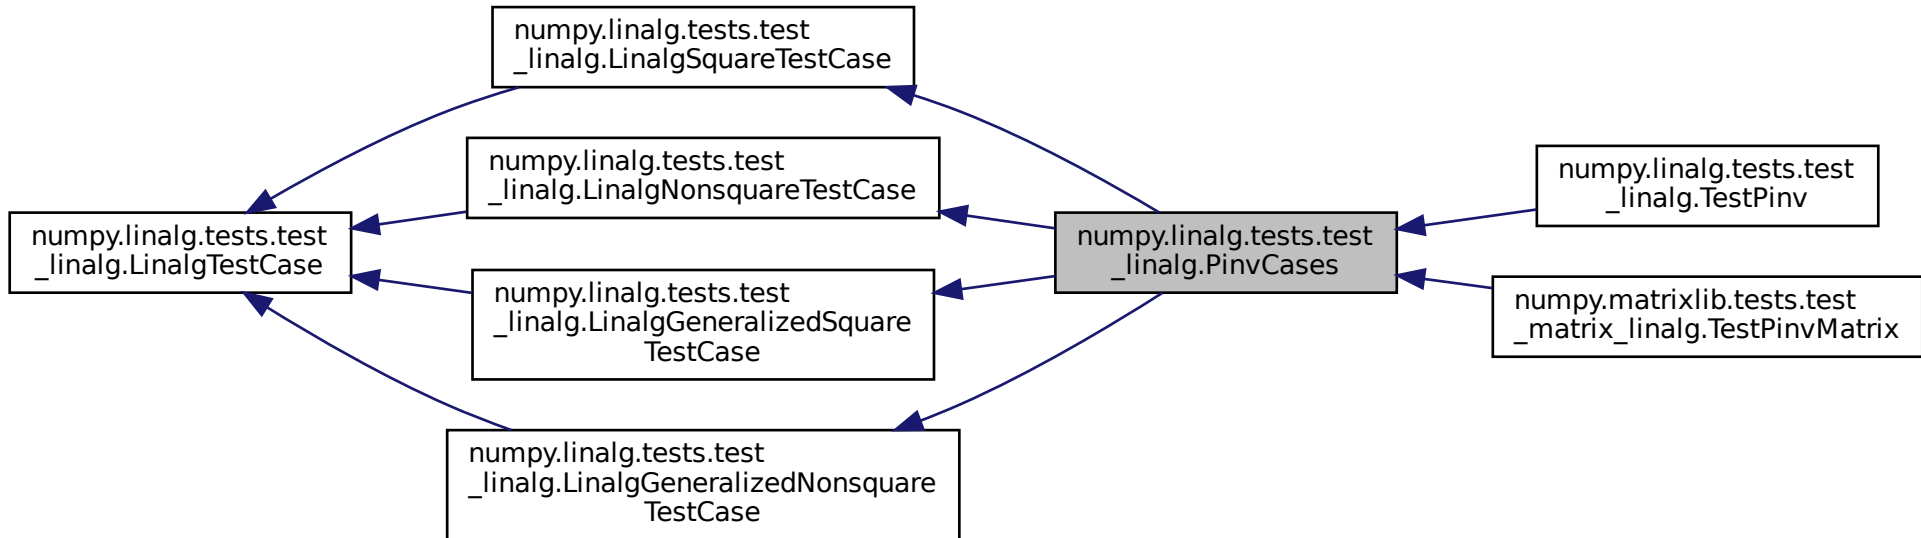 numpy.linalg.tests.test
_linalg.LinalgSquareTestCase
numpy.linalg.tests.test
_linalg.LinalgNonsquareTestCase
numpy.linalg.tests.test
_linalg.LinalgTestCase
numpy.linalg.tests.test
_linalg.LinalgGeneralizedSquare
TestCase
numpy.linalg.tests.test
_linalg.LinalgGeneralizedNonsquare
TestCase
numpy.linalg.tests.test
_linalg.PinvCases
numpy.linalg.tests.test
_linalg.TestPinv
numpy.matrixlib.tests.test
_matrix_linalg.TestPinvMatrix